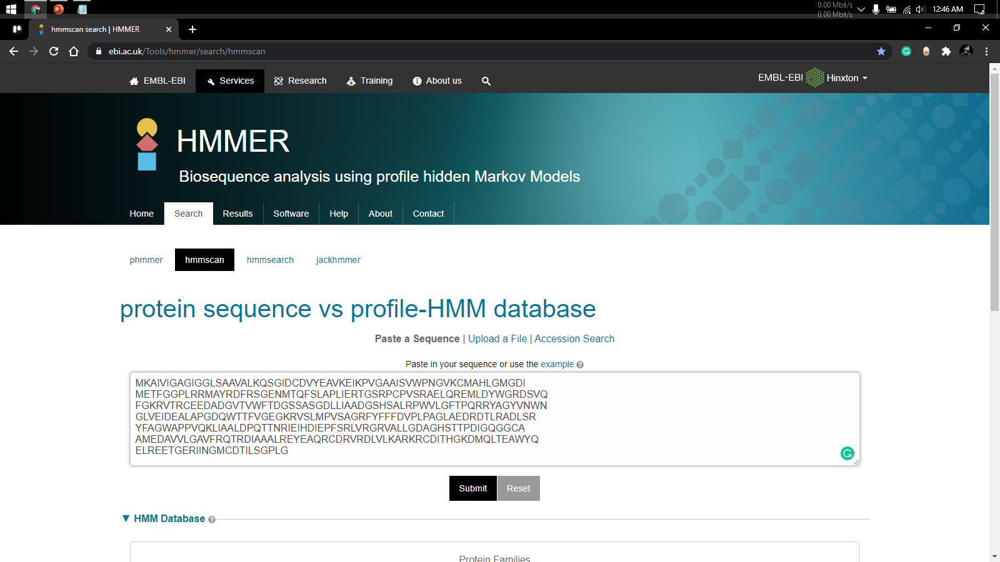 0.00 Mbit/s
0.00 Mbit/s
12:46 AM
hmmscan search | HMMER
ebi.ac.uk/Tools/hmmer/search/hmmscan
EMBL-EBI Services Research Training About us
EMBL-EBI Hinxton
HMMER
Biosequence analysis using profile hidden Markov Models
Home Search Results Software Help About Contact
phmmer hmmscan hmmsearch jackhmmer
protein sequence vs profile-HMM database
Paste a Sequence | Upload a File | Accession Search
Paste in your sequence or use the example
MKAIVIGAGIGGLSAAVALKQSGIDCDVYEAVKEIKPVGAAISVWPNGVKCMAHLGMGDI
METFGGPLRRMAYRDFRSGENMTQFSLAPLIERTGSRPCPVSRAELQREMLDYWGRDSVQ
FGKRVTRCEEDADGVTVWFTDGSSASGDLLIAADGSHSALRPWVLGFTPQRRYAGYVNWN
GLVEIDEALAPGDQWTTFVGEGKRVSLMPVSAGRFYFFFDVPLPAGLAEDRDTLRADLSR
YFAGWAPPVQKLIAALDPQTTNRIEIHDIEPFSRLVRGRVALLGDAGHSTTPDIGQGGCA
AMEDAVVLGAVFRQTRDIAAALREYEAQRCDRVRDLVLKARKRCDITHGKDMQLTEAWYQ
ELREETGERIINGMCDTILSGPLG
Submit Reset
HMM Database
Protein Families